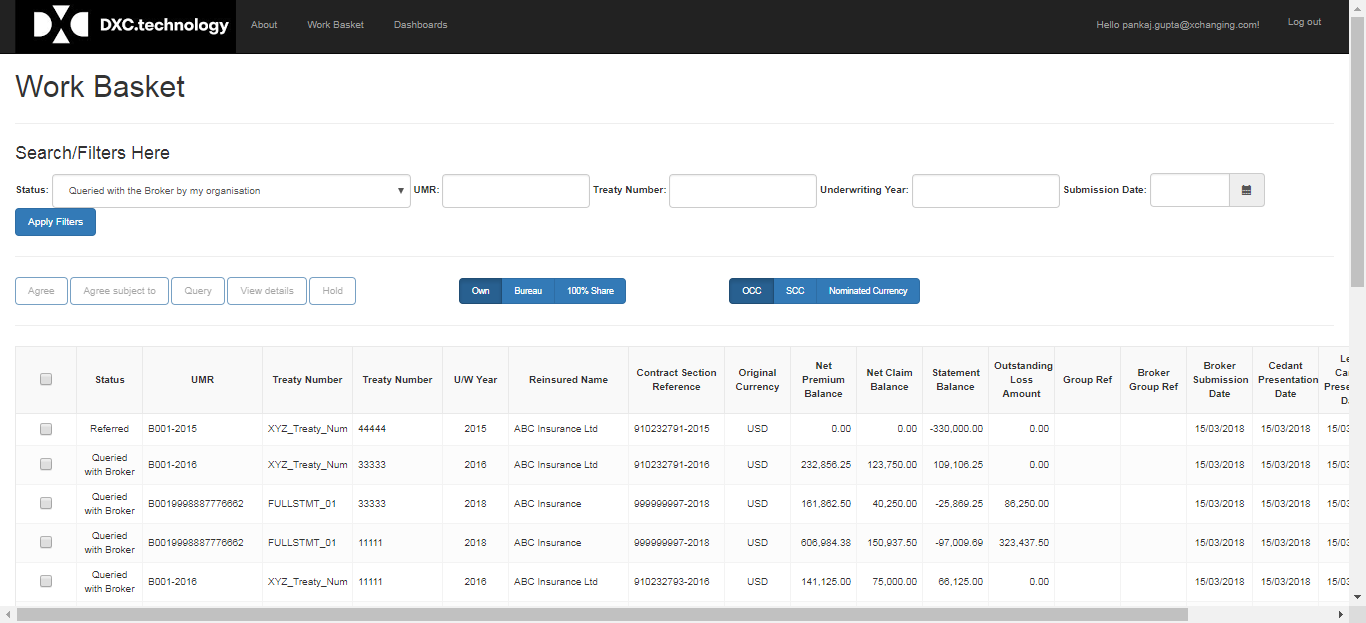 DXC.technology About Work Basket Dashboards Hello pankaj.gupta@xchanging.com! Log out
Work Basket
Search/Filters Here
Status: Queried with the Broker by my organisation UMR: Treaty Number: Underwriting Year: Submission Date:
Apply Filters
Agree Agree subject to Query View details Hold Own Bureau 100% Share OCC SCC Nominated Currency
Status UMR Treaty Number Treaty Number U/W Year Reinsured Name Contract Section Reference Original Currency Net Premium Balance Net Claim Balance Statement Balance Outstanding Loss Amount Group Ref Broker Group Ref Broker Submission Date Cedant Presentation Date
Referred B001-2015 XYZ_Treaty_Num 44444 2015 ABC Insurance Ltd 910232791-2015 USD 0.00 0.00 -330,000.00 0.00 15/03/2018 15/03/2018 15/03
Queried with Broker B001-2016 XYZ_Treaty_Num 33333 2016 ABC Insurance Ltd 910232791-2016 USD 232,856.25 123,750.00 109,106.25 0.00 15/03/2018 15/03/2018 15/03
Queried with Broker B0019998887776662 FULLSTMT_01 33333 2018 ABC Insurance 999999997-2018 USD 161,862.50 40,250.00 -25,869.25 86,250.00 15/03/2018 15/03/2018 15/03
Queried with Broker B0019998887776662 FULLSTMT_01 11111 2018 ABC Insurance 999999997-2018 USD 606,984.38 150,937.50 -97,009.69 323,437.50 15/03/2018 15/03/2018 15/03
Queried with Broker B001-2016 XYZ_Treaty_Num 11111 2016 ABC Insurance Ltd 910232793-2016 USD 141,125.00 75,000.00 66,125.00 0.00 15/03/2018 15/03/2018 15/03